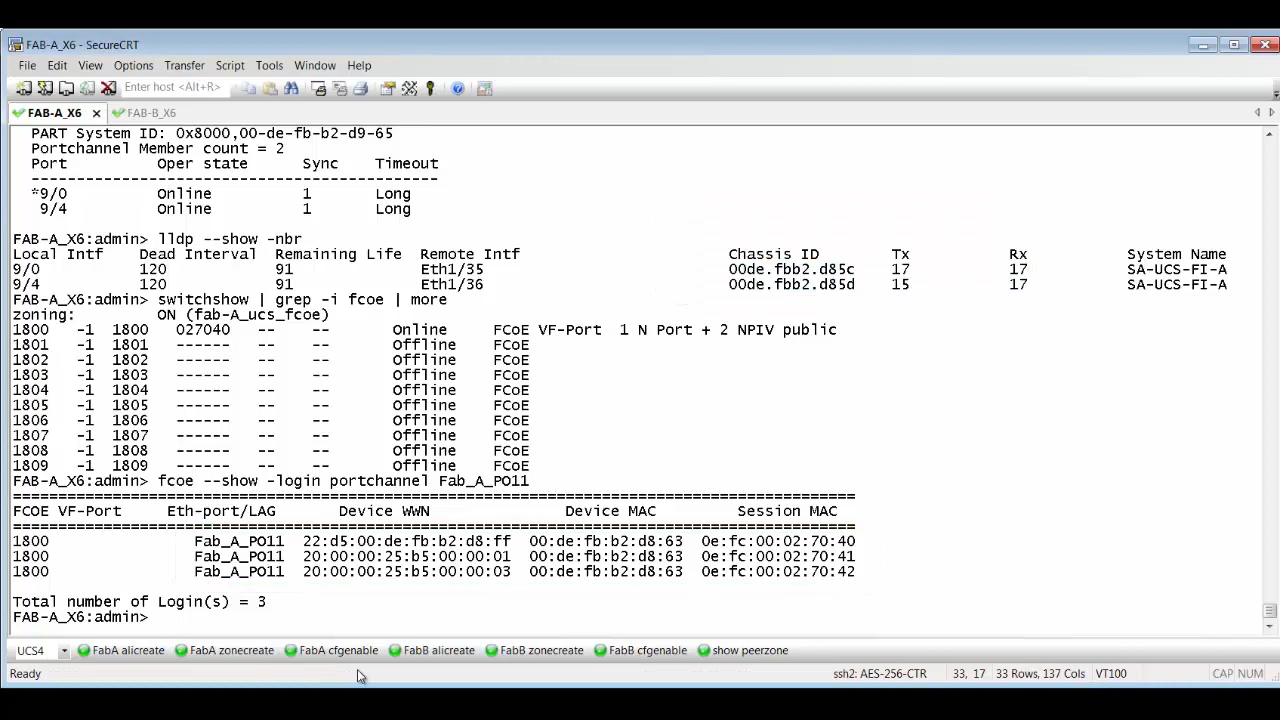 FAB-A_X6 - SecureCRT
File Edit View Options Transfer Script Tools Window Help
Enter host <Alt+R>
FAB-A_X6 FAB-B_X6
PART System ID: 0x8000,00-de-fb-b2-d9-65
Portchannel Member count = 2
Port Oper state Sync Timeout
---------------------------------------------
*9/0 Online 1 Long
9/4 Online 1 Long
FAB-A_X6:admin> lldp --show -nbr
Local Intf Dead Interval Remaining Life Remote Intf Chassis ID Tx Rx System Name
9/0 120 91 Eth1/35 00de.fbb2.d85c 17 17 SA-UCS-FI-A
9/4 120 91 Eth1/36 00de.fbb2.d85d 15 17 SA-UCS-FI-A
FAB-A_X6:admin> switchshow | grep -i fcoe | more
zoning: ON (fab-A_ucs_fcoe)
1800 -1 1800 027040 -- -- Online FCoE VF-Port 1 N Port + 2 NPIV public
1801 -1 1801 ------ -- -- Offline FCoE
1802 -1 1802 ------ -- -- Offline FCoE
1803 -1 1803 ------ -- -- Offline FCoE
1804 -1 1804 ------ -- -- Offline FCoE
1805 -1 1805 ------ -- -- Offline FCoE
1806 -1 1806 ------ -- -- Offline FCoE
1807 -1 1807 ------ -- -- Offline FCoE
1808 -1 1808 ------ -- -- Offline FCoE
1809 -1 1809 ------ -- -- Offline FCoE
FAB-A_X6:admin> fcoe --show -login portchannel Fab_A_PO11
================================================================================
FCOE VF-Port Eth-port/LAG Device WWN Device MAC Session MAC
================================================================================
1800 Fab_A_PO11 22:d5:00:de:fb:b2:d8:ff 00:de:fb:b2:d8:63 0e:fc:00:02:70:40
1800 Fab_A_PO11 20:00:00:25:b5:00:00:01 00:de:fb:b2:d8:63 0e:fc:00:02:70:41
1800 Fab_A_PO11 20:00:00:25:b5:00:00:03 00:de:fb:b2:d8:63 0e:fc:00:02:70:42
Total number of Login(s) = 3
FAB-A_X6:admin>
UCS4 FabA alicreate FabA zonecreate FabA cfgenable FabB alicreate FabB zonecreate FabB cfgenable show peerzone
Ready ssh2: AES-256-CTR 33, 17 33 Rows, 137 Cols VT100 CAP NUM